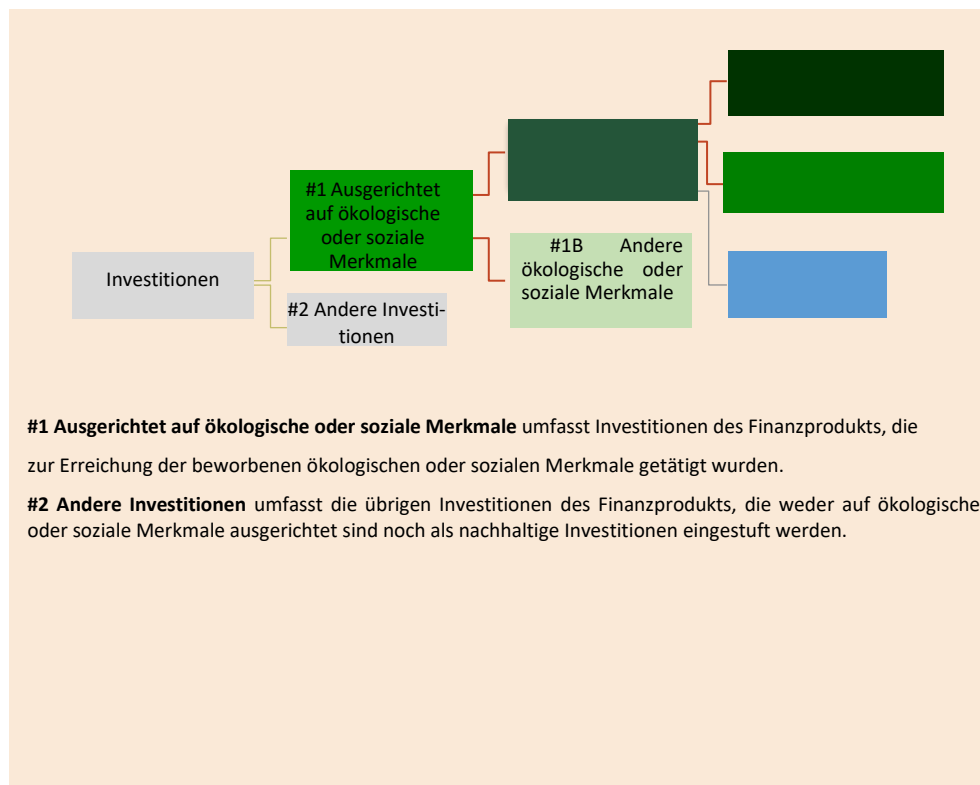 #1 Ausgerichtet
auf ökologische
oder soziale
Merkmale
#1B Andere
ökologische oder
soziale Merkmale
Investitionen
#2 Andere Investi-
tionen
#1 Ausgerichtet auf ökologische oder soziale Merkmale umfasst Investitionen des Finanzprodukts, die
zur Erreichung der beworbenen ökologischen oder sozialen Merkmale getätigt wurden.
#2 Andere Investitionen umfasst die übrigen Investitionen des Finanzprodukts, die weder auf ökologische
oder soziale Merkmale ausgerichtet sind noch als nachhaltige Investitionen eingestuft werden.